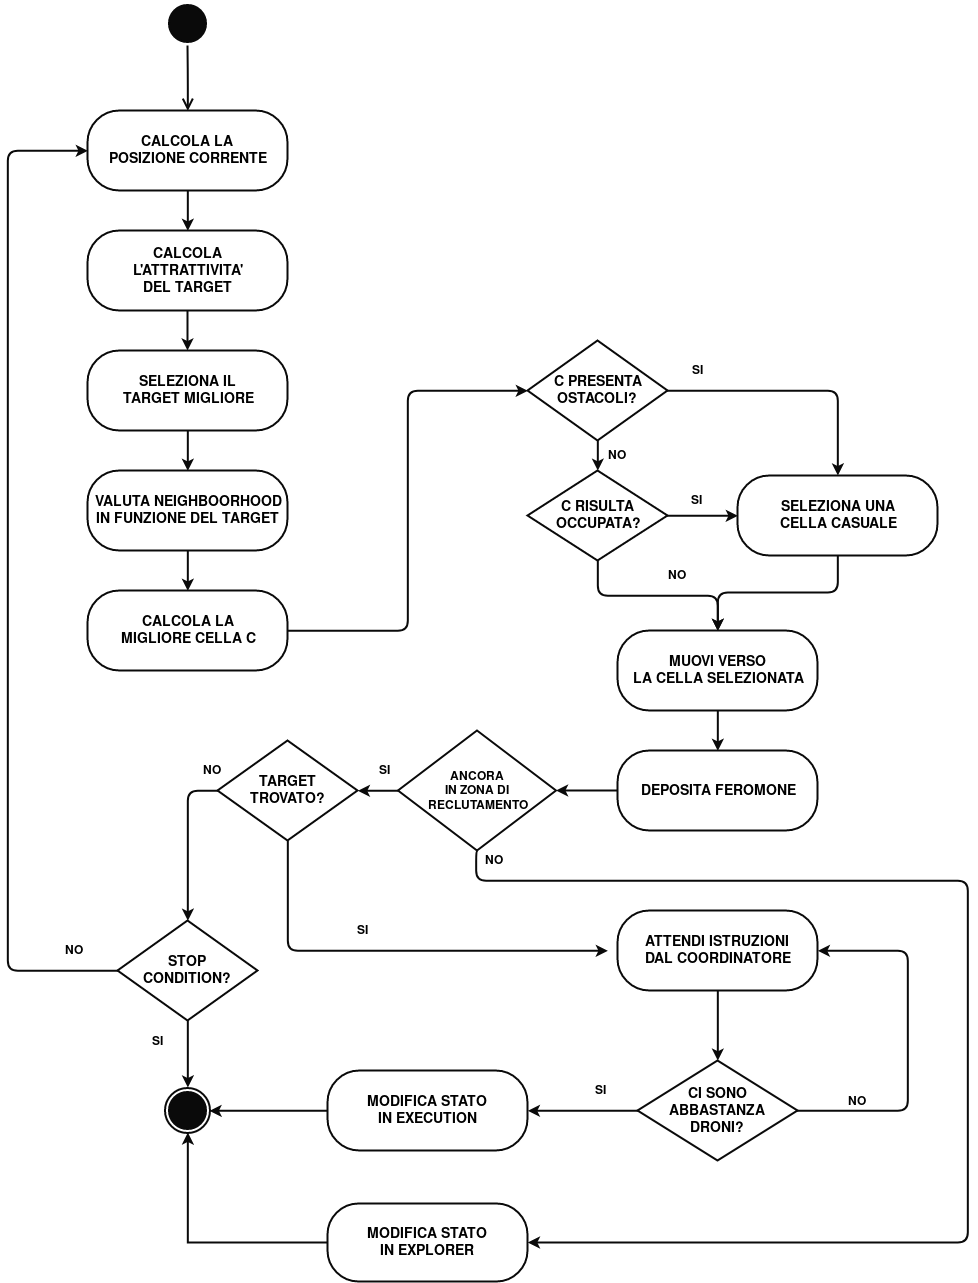 CALCOLA LA
POSIZIONE CORRENTE
CALCOLA
L'ATTRATTIVITA'
DEL TARGET
SELEZIONA IL
TARGET MIGLIORE
VALUTA NEIGHBOORHOOD
IN FUNZIONE DEL TARGET
CALCOLA LA
MIGLIORE CELLA C
C PRESENTA
OSTACOLI?
SI
NO
C RISULTA
OCCUPATA?
SI
SELEZIONA UNA
CELLA CASUALE
NO
MUOVI VERSO
LA CELLA SELEZIONATA
DEPOSITA FEROMONE
ANCORA
IN ZONA DI
RECLUTAMENTO
SI
NO
TARGET
TROVATO?
NO
SI
STOP
CONDITION?
NO
SI
ATTENDI ISTRUZIONI
DAL COORDINATORE
CI SONO
ABBASTANZA
DRONI?
NO
SI
MODIFICA STATO
IN EXECUTION
MODIFICA STATO
IN EXPLORER